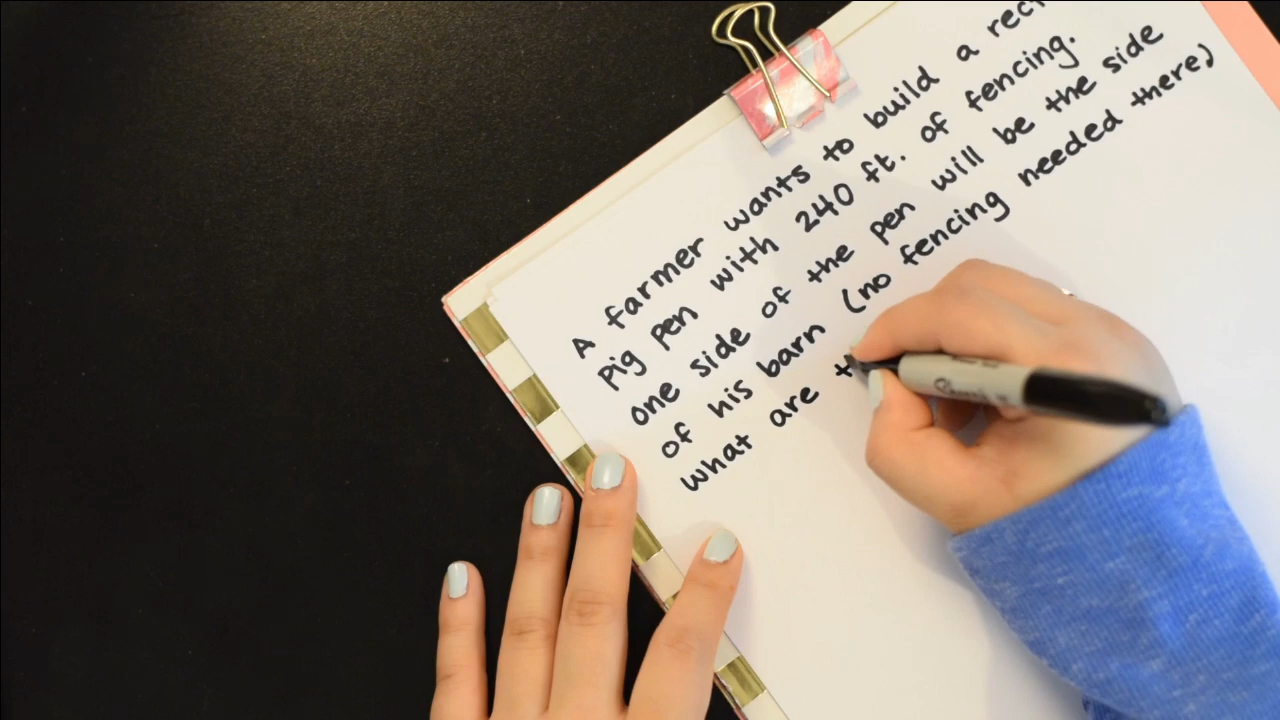 A farmer wants to build a
Pig pen with 240 ft. of fencing.
one side of the pen will be the side
of his barn (no fencing needed there)
what are